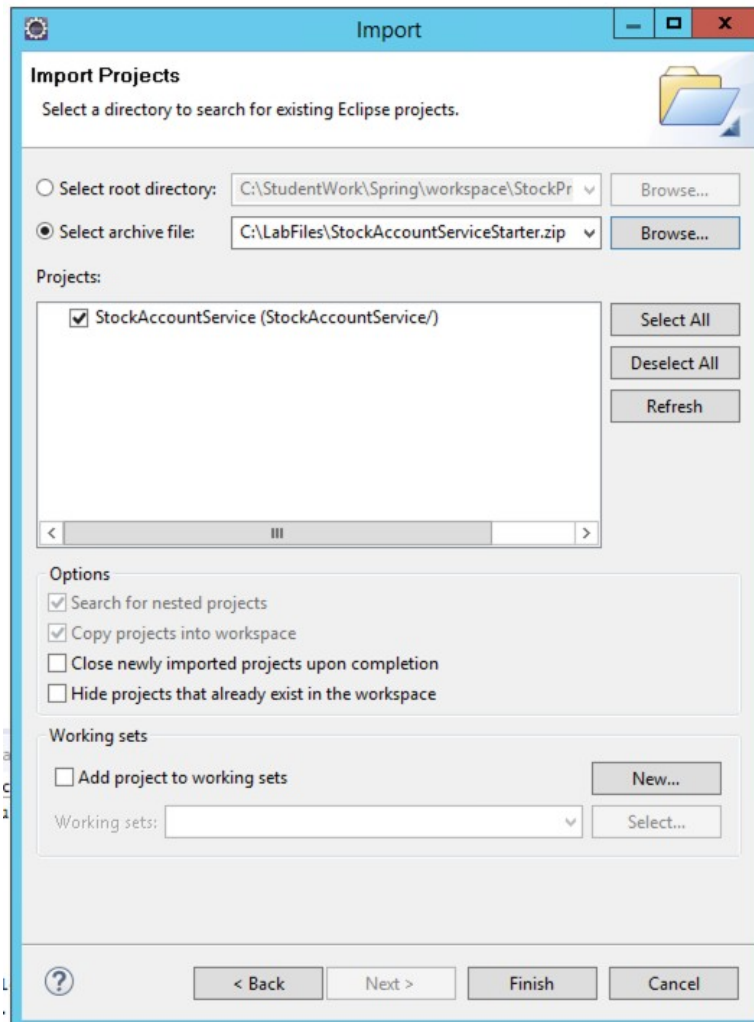 Import
Import Projects
Select a directory to search for existing Eclipse projects.
Select root directory: C:\StudentWork\Spring\workspace\StockPr Browse...
Select archive file: C:\LabFiles\StockAccountServiceStarter.zip Browse...
Projects:
StockAccountService (StockAccountService/)
Select All
Deselect All
Refresh
Options
Search for nested projects
Copy projects into workspace
Close newly imported projects upon completion
Hide projects that already exist in the workspace
Working sets
Add project to working sets New...
Working sets: Select...
? < Back Next > Finish Cancel